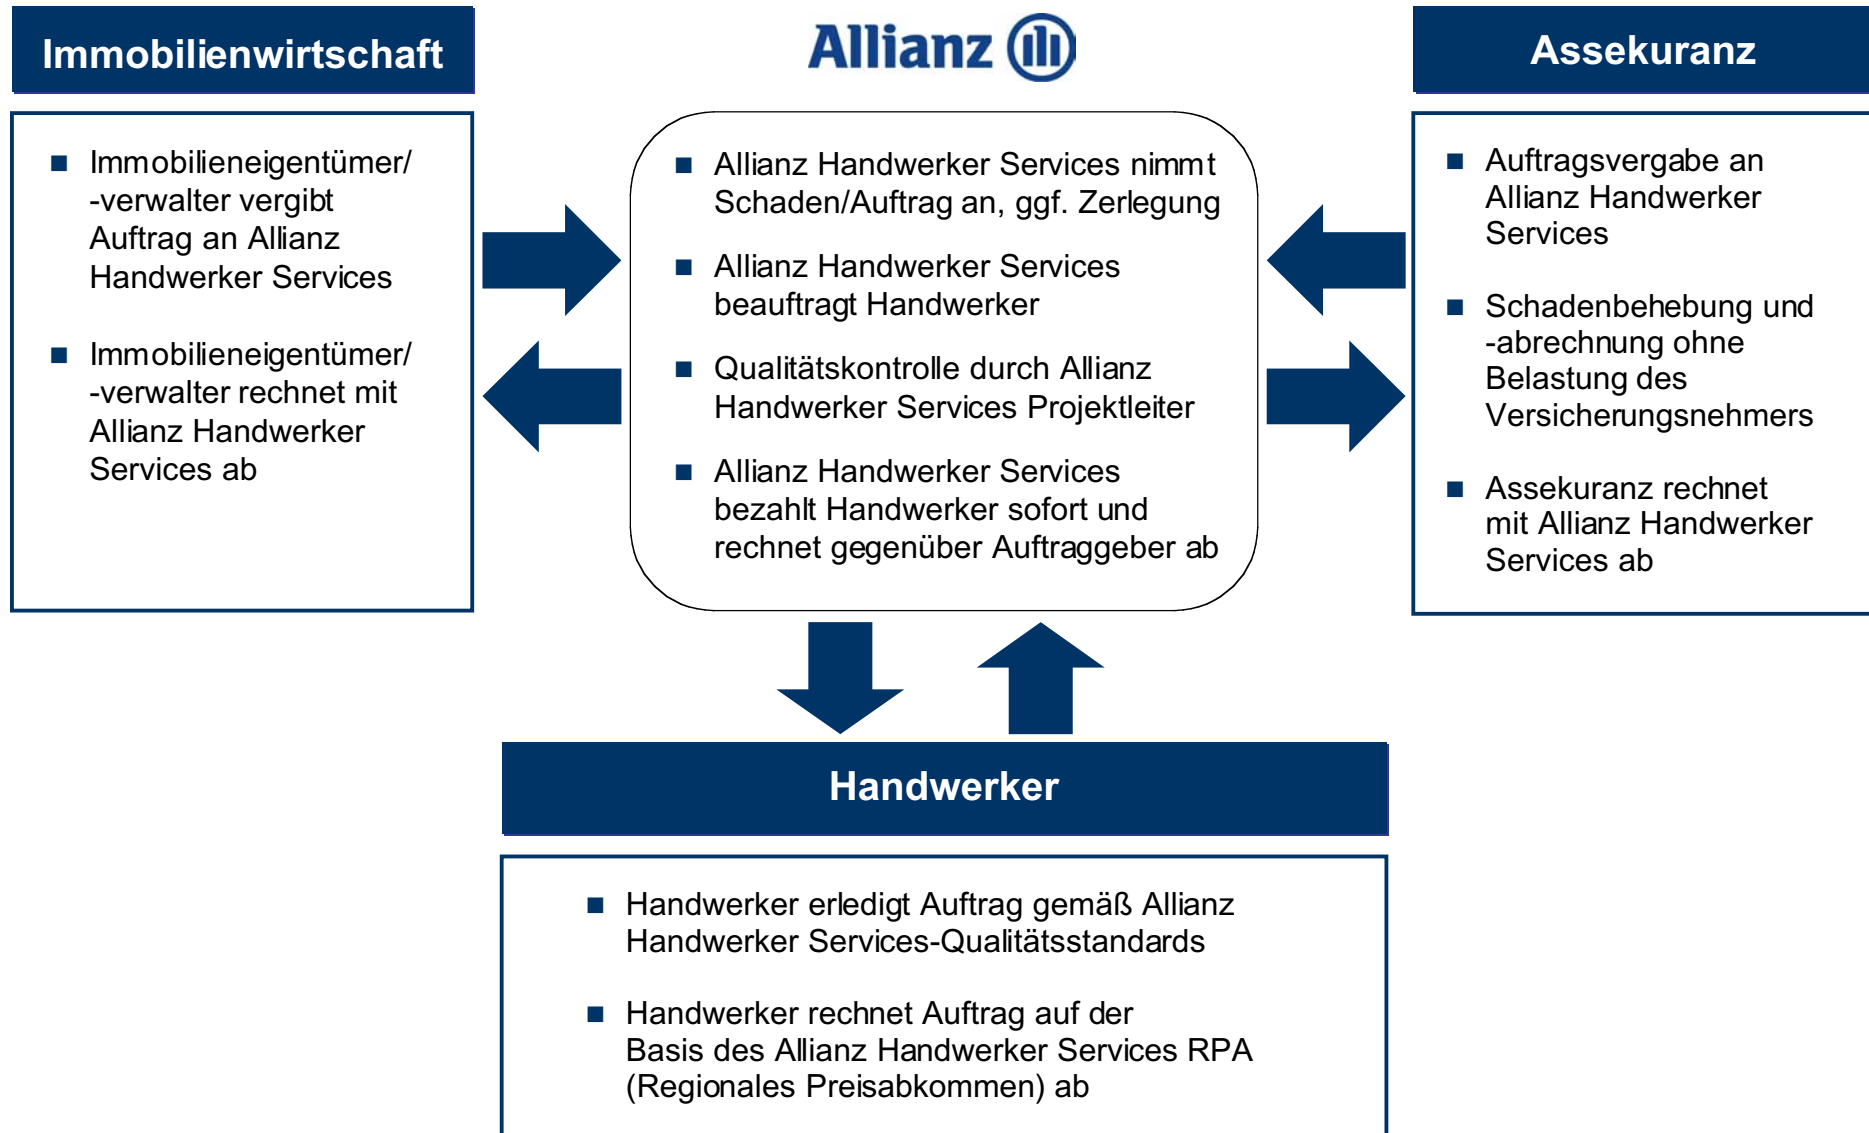 Immobilienwirtschaft
Immobilieneigentümer/
-verwalter vergibt
Auftrag an Allianz
Handwerker Services
Immobilieneigentümer/
-verwalter rechnet mit
Allianz Handwerker
Services ab
Allianz
Allianz Handwerker Services nimmt
Schaden/Auftrag an, ggf. Zerlegung
Allianz Handwerker Services
beauftragt Handwerker
Qualitätskontrolle durch Allianz
Handwerker Services Projektleiter
Allianz Handwerker Services
bezahlt Handwerker sofort und
rechnet gegenüber Auftraggeber ab
Assekuranz
Auftragsvergabe an
Allianz Handwerker
Services
Schadenbehebung und
-abrechnung ohne
Belastung des
Versicherungsnehmers
Assekuranz rechnet
mit Allianz Handwerker
Services ab
Handwerker
Handwerker erledigt Auftrag gemäß Allianz
Handwerker Services-Qualitätsstandards
Handwerker rechnet Auftrag auf der
Basis des Allianz Handwerker Services RPA
(Regionales Preisabkommen) ab